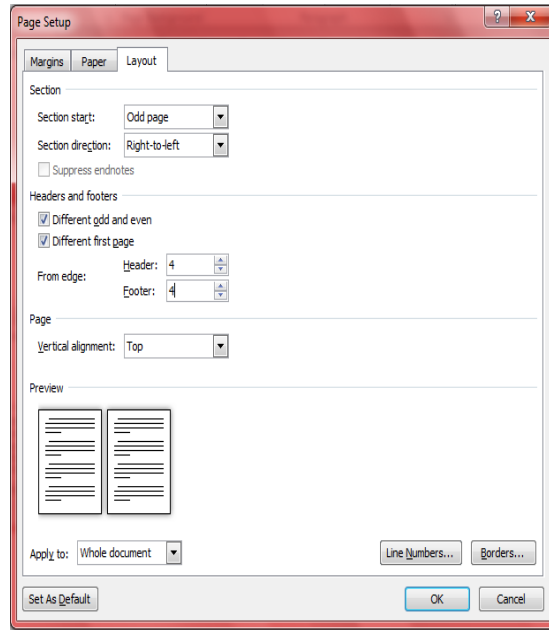 Page Setup
Margins Paper Layout
Section
Section start: Odd page
Section direction: Right-to-left
Suppress endnotes
Headers and footers
Different odd and even
Different first page
From edge:
Header: 4
Footer: 4
Page
Vertical alignment: Top
Preview
Apply to: Whole document Line Numbers... Borders...
Set As Default OK Cancel